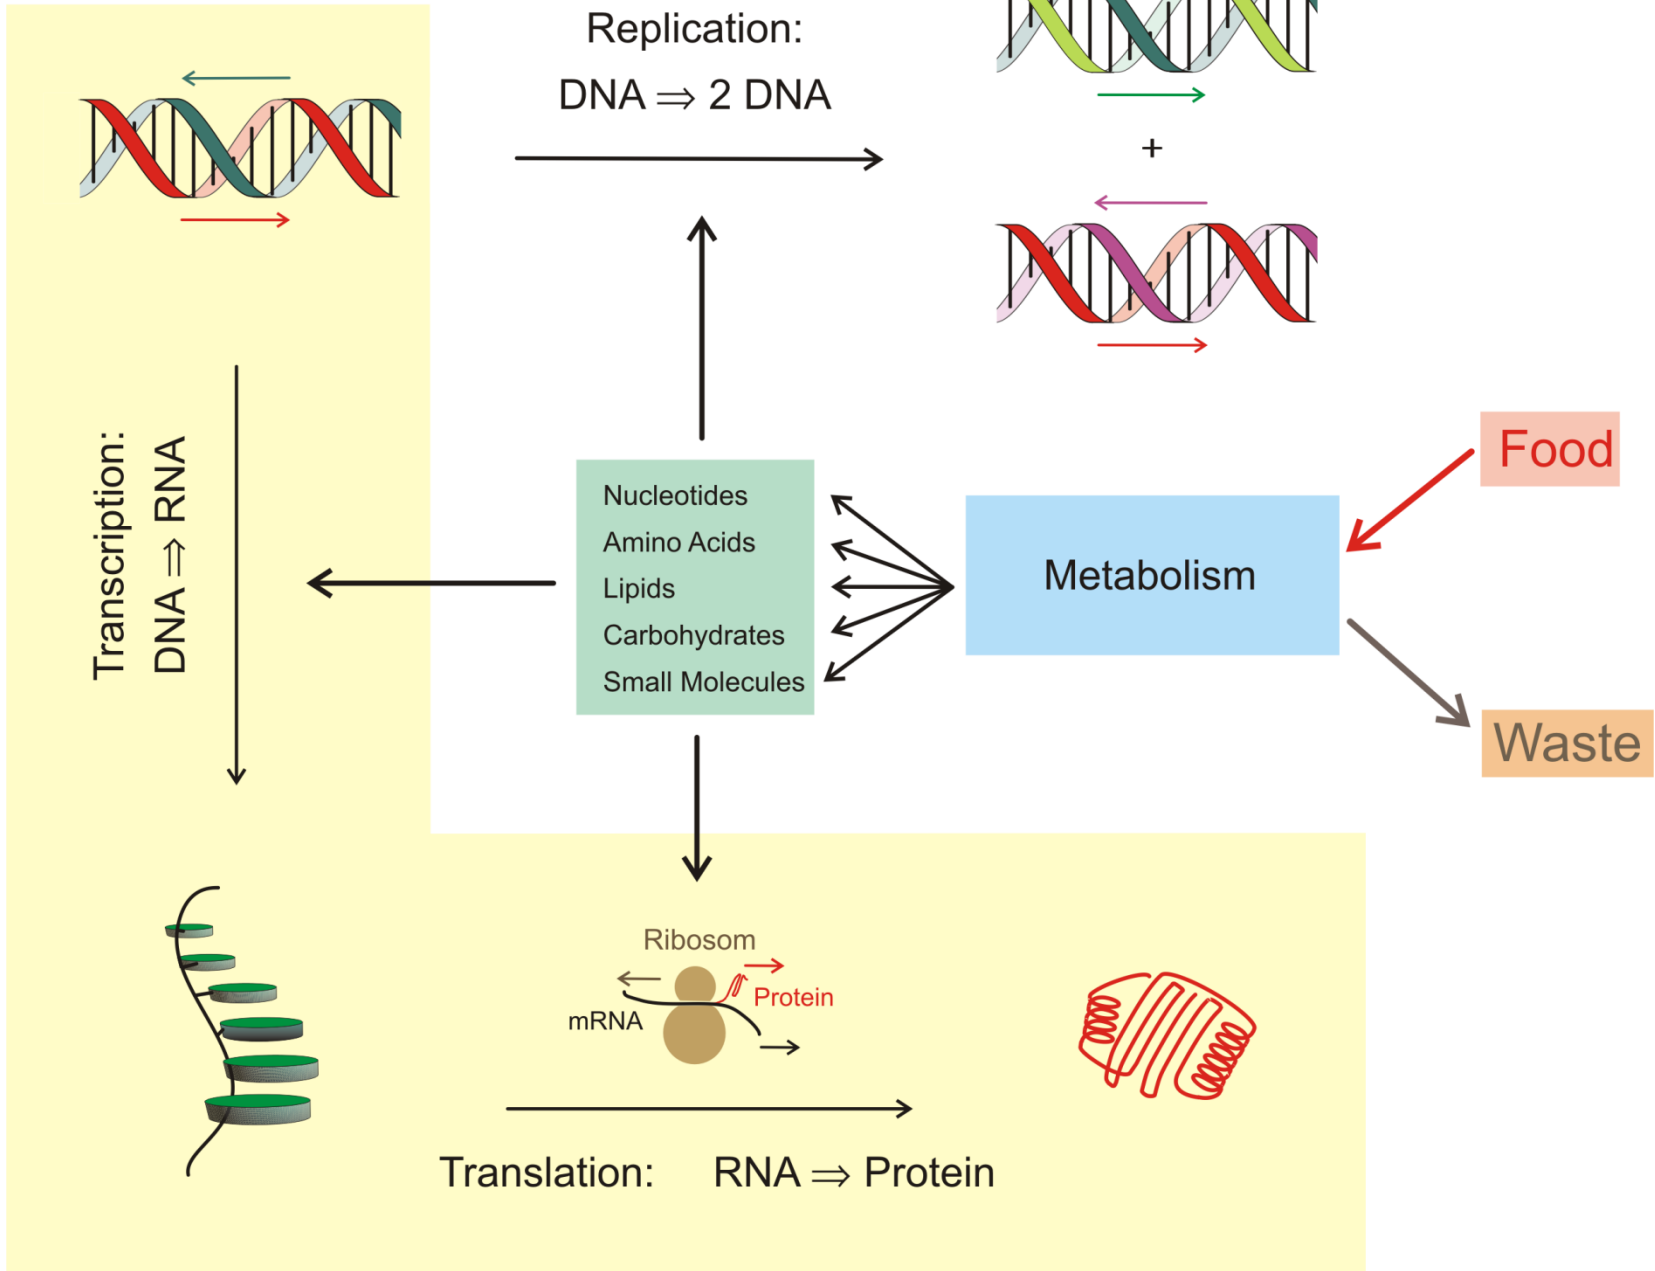 Replication:
DNA ⇒ 2 DNA
+
Transcription:
DNA ⇒ RNA
Food
Nucleotides
Amino Acids
Lipids
Carbohydrates
Small Molecules
Metabolism
Waste
Ribosom
Protein
mRNA
Translation: RNA ⇒ Protein